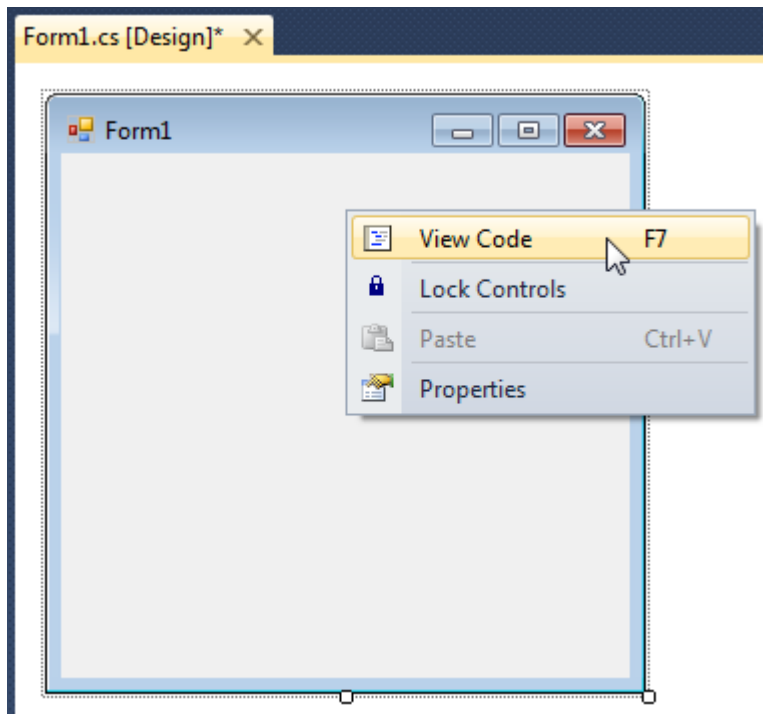 Form1.cs [Design]*
Form1
View Code F7
Lock Controls
Paste Ctrl+V
Properties